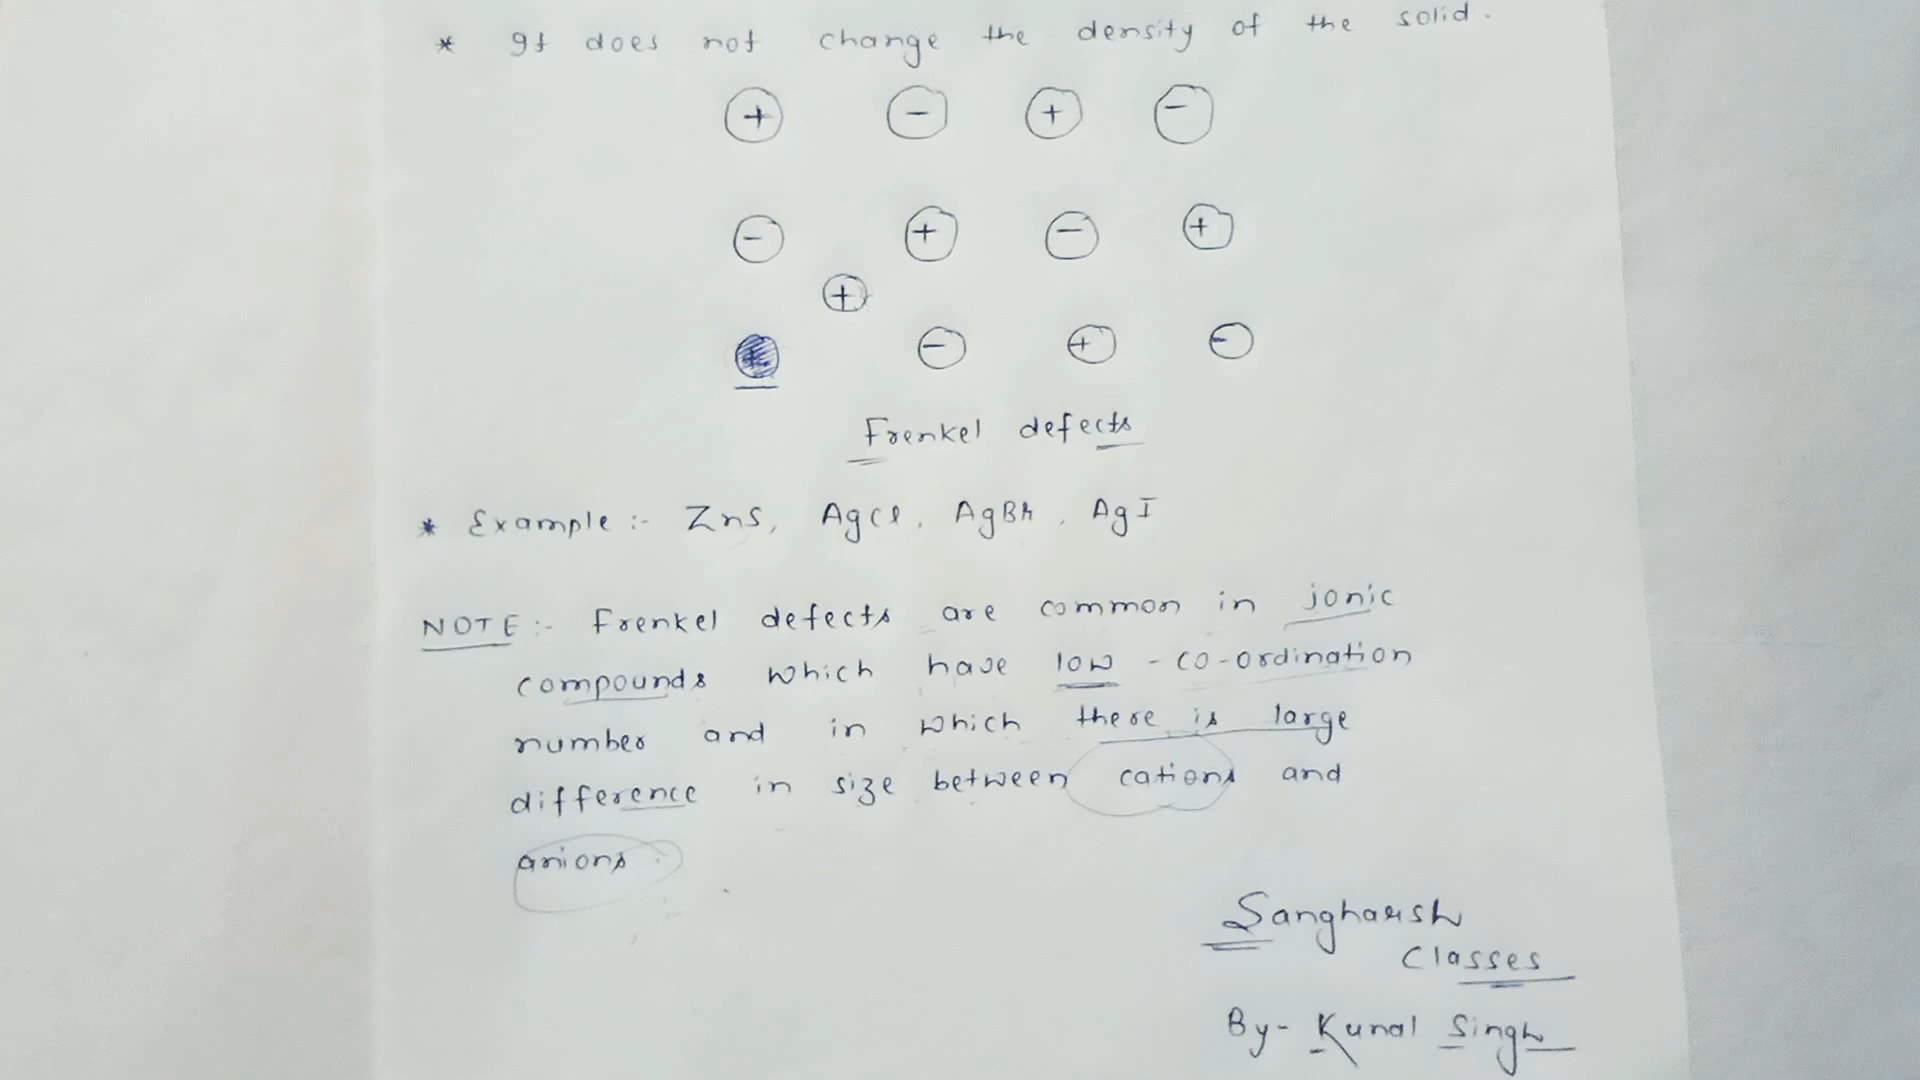 * It does not change the density of the solid.
+ - + -
- + - +
+
- + -
Frenkel defects
* Example:- ZnS, AgCl, AgBr, AgI
NOTE:- Frenkel defects are common in ionic
compounds which have low-co-ordination
number and in which there is large
difference in size between cations and
anions.
Sangharsh
Classes
By- Kunal Singh